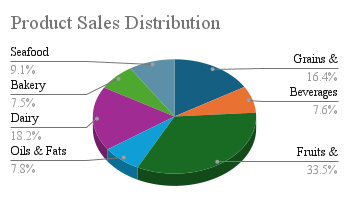 Product Sales Distribution
Seafood
9.1%
Bakery
7.5%
Dairy
18.2%
Oils & Fats
7.8%
Grains &
16.4%
Beverages
7.6%
Fruits &
33.5%